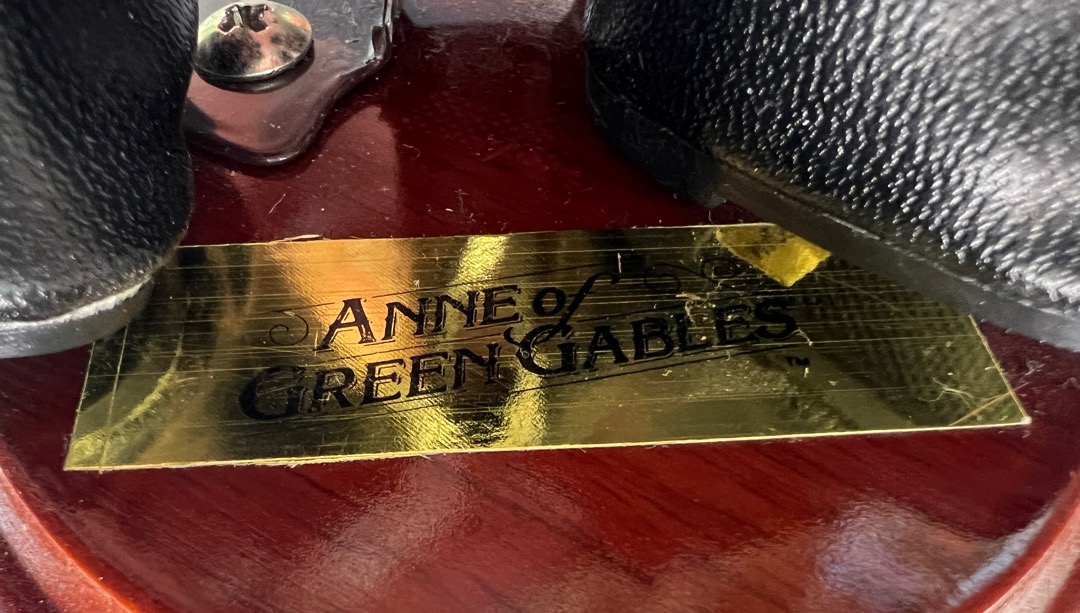 ANNE of
GREEN GABLES
™